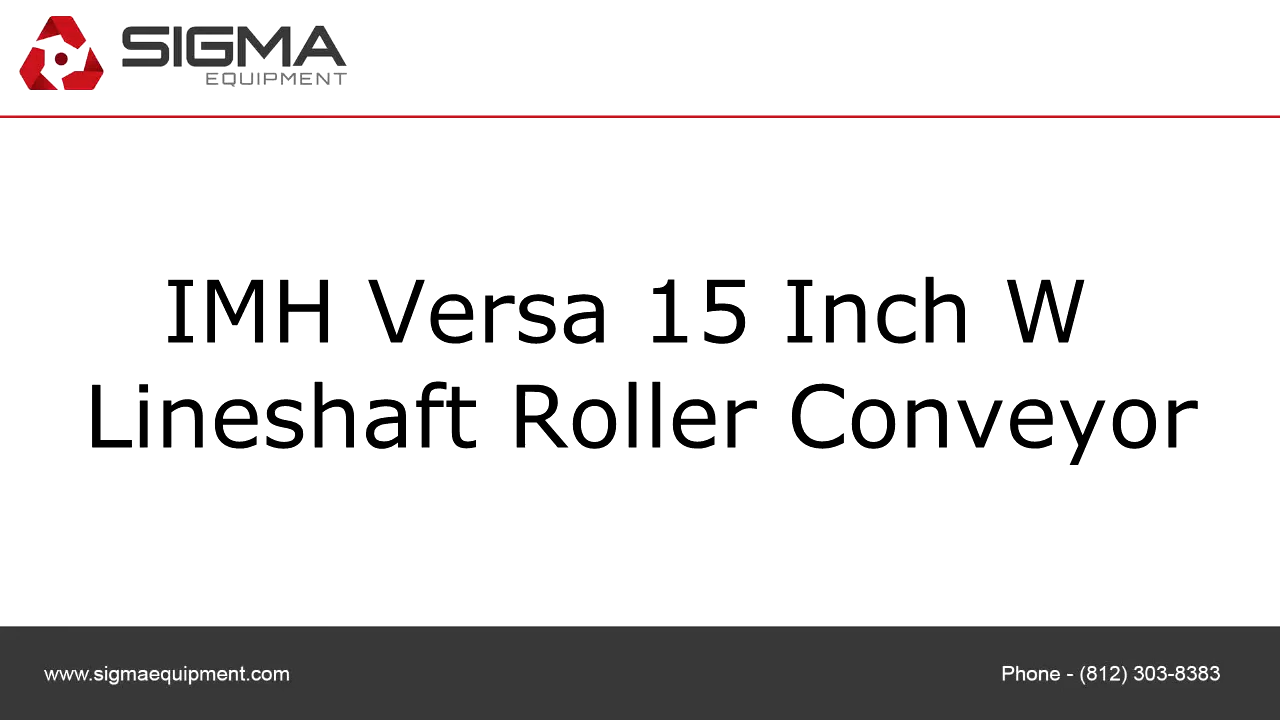 SIGMA
EQUIPMENT
IMH Versa 15 Inch W
Lineshaft Roller Conveyor
www.sigmaequipment.com
Phone - (812) 303-8383